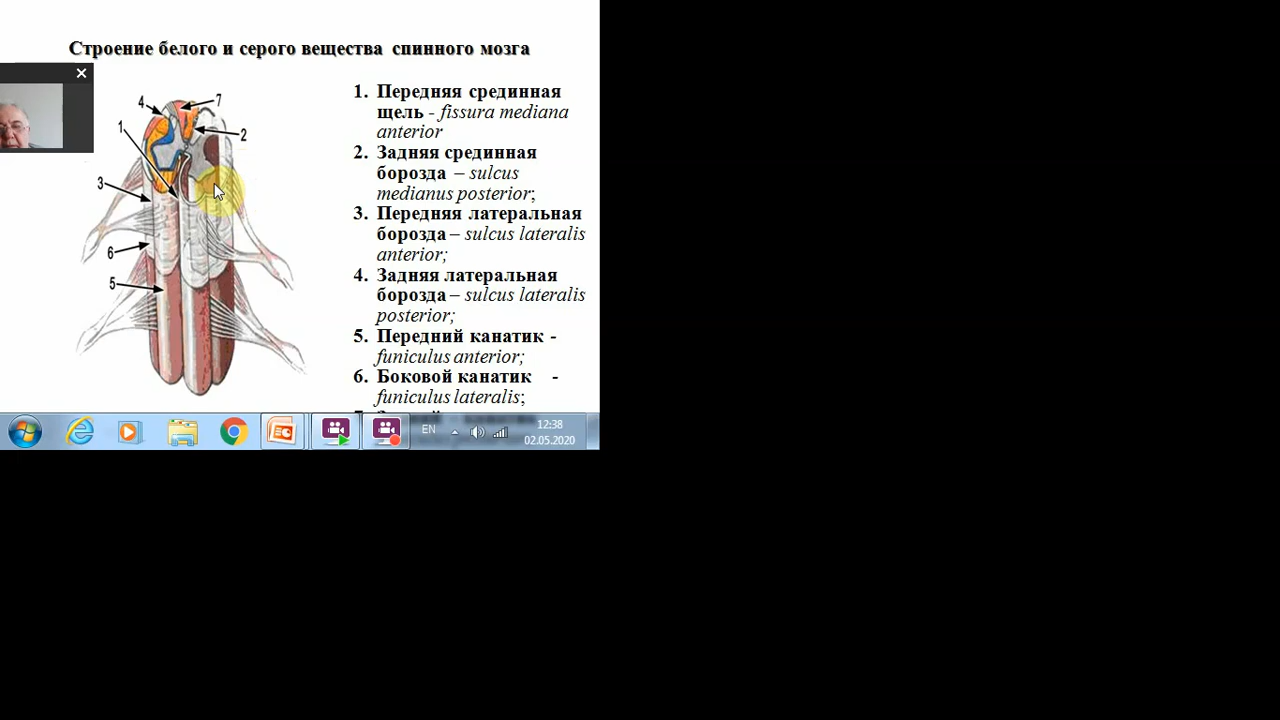 Строение белого и серого вещества спинного мозга
1. Передняя срединная
щель - fissura mediana
anterior
2. Задняя срединная
борозда – sulcus
medianus posterior;
3. Передняя латеральная
борозда – sulcus lateralis
anterior;
4. Задняя латеральная
борозда – sulcus lateralis
posterior;
5. Передний канатик -
funiculus anterior;
6. Боковой канатик -
funiculus lateralis;
4
7
1
2
3
6
5
EN
12:38
02.05.2020